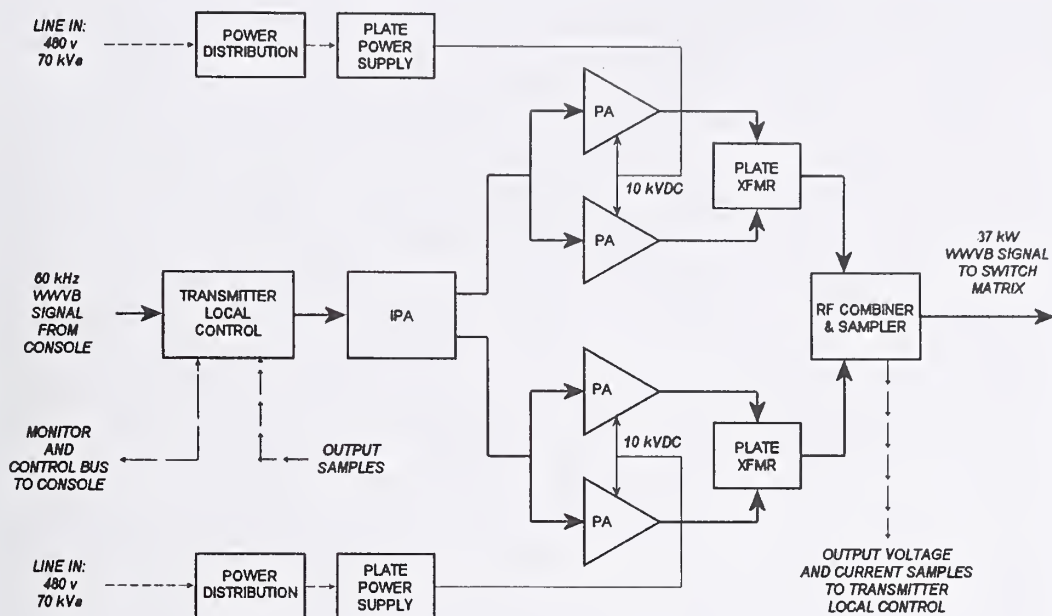 LINE IN:
480 v
70 kVa
POWER
DISTRIBUTION
PLATE
POWER
SUPPLY
PA
10 kVDC
PA
PLATE
XFMR
60 kHz
WWVB
SIGNAL
FROM
CONSOLE
TRANSMITTER
LOCAL
CONTROL
IPA
RF COMBINER
& SAMPLER
37 kW
WWVB SIGNAL
TO SWITCH
MATRIX
MONITOR
AND
CONTROL BUS
TO CONSOLE
OUTPUT
SAMPLES
PA
10 kVDC
PA
PLATE
XFMR
LINE IN:
480 v
70 kVa
POWER
DISTRIBUTION
PLATE
POWER
SUPPLY
OUTPUT VOLTAGE
AND CURRENT SAMPLES
TO TRANSMITTER
LOCAL CONTROL